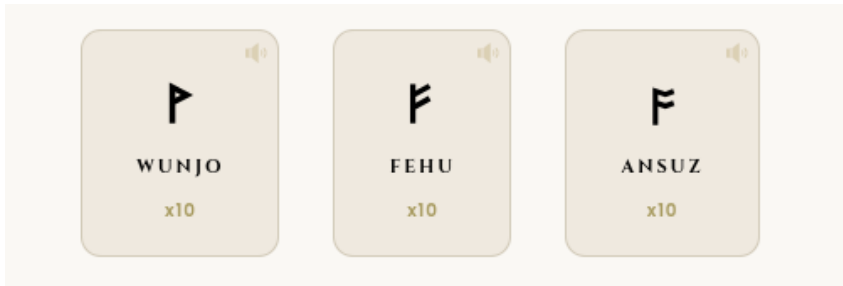 ᚹ
WUNJO
x10
ᚠ
FEHU
x10
ᚩ
ANSUZ
x10